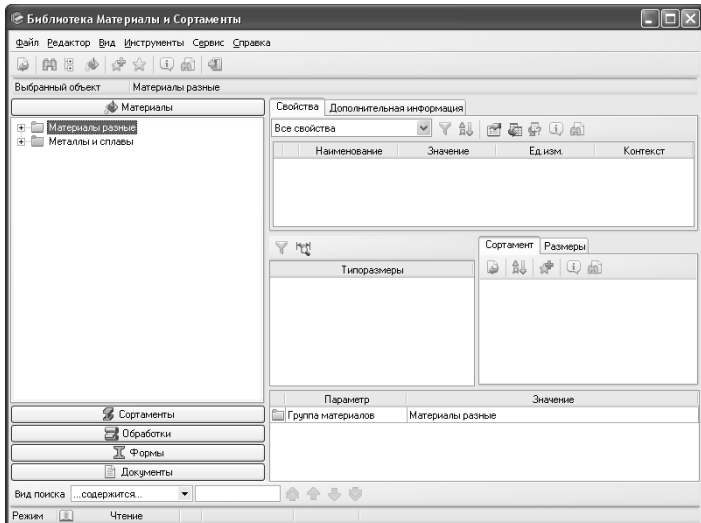 Библиотека Материалы и Сортаменты
Файл Редактор Вид Инструменты Сервис Справка
Выбранный объект Материалы разные
Материалы
Материалы разные
Металлы и сплавы
Сортаменты
Обработки
Формы
Документы
Свойства Дополнительная информация
Все свойства
Наименование Значение Ед.изм. Контекст
Типоразмеры
Сортамент Размеры
Параметр Значение
Группа материалов Материалы разные
Вид поиска ...содержится...
Режим Чтение